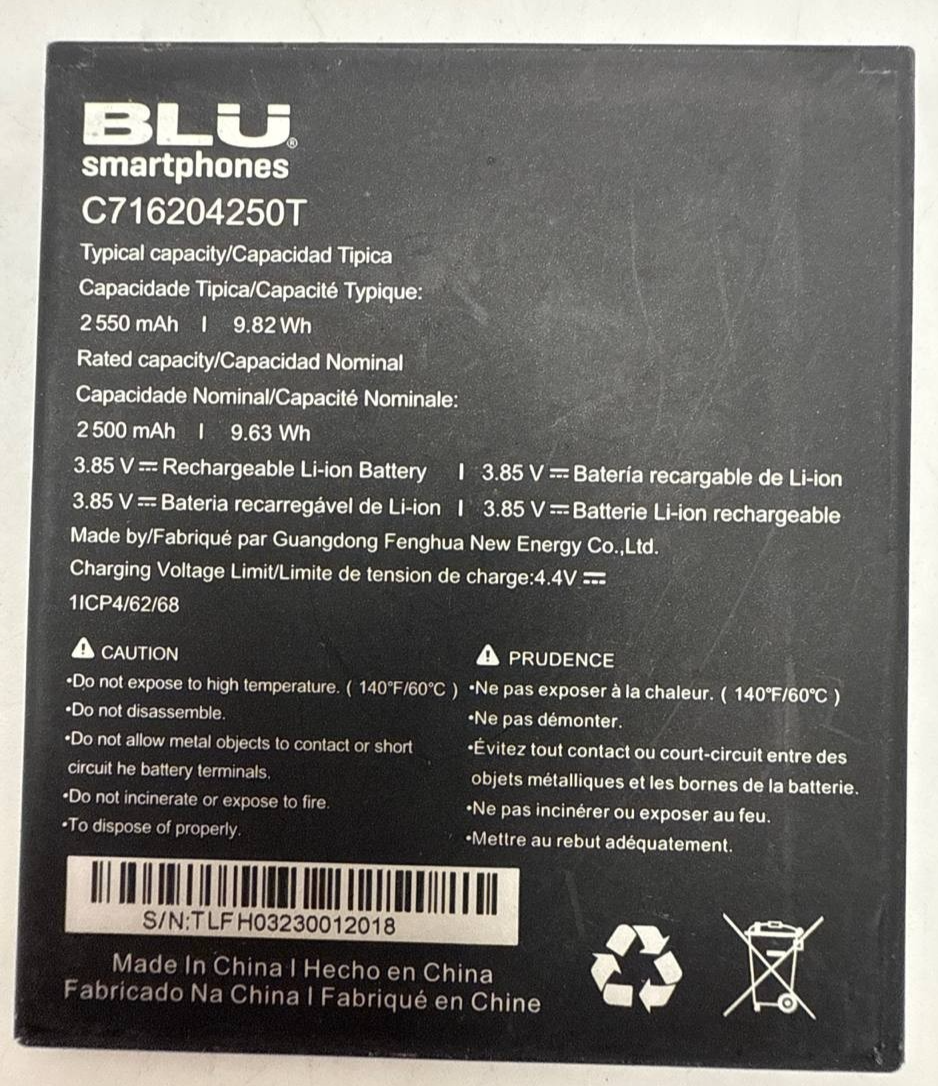 BLU®
smartphones
C716204250T
Typical capacity/Capacidad Tipica
Capacidade Tipica/Capacité Typique:
2550 mAh I 9.82 Wh
Rated capacity/Capacidad Nominal
Capacidade Nominal/Capacité Nominale:
2500 mAh I 9.63 Wh
3.85 V⎓Rechargeable Li-ion Battery I 3.85 V⎓Batería recargable de Li-ion
3.85 V⎓Bateria recarregável de Li-ion I 3.85 V⎓Batterie Li-ion rechargeable
Made by/Fabriqué par Guangdong Fenghua New Energy Co.,Ltd.
Charging Voltage Limit/Limite de tension de charge:4.4V⎓
1ICP4/62/68
CAUTION
•Do not expose to high temperature. ( 140°F/60°C )
•Do not disassemble.
•Do not allow metal objects to contact or short
circuit he battery terminals.
•Do not incinerate or expose to fire.
•To dispose of properly.
PRUDENCE
•Ne pas exposer à la chaleur. ( 140°F/60°C )
•Ne pas démonter.
•Évitez tout contact ou court-circuit entre des
objets métalliques et les bornes de la batterie.
•Ne pas incinérer ou exposer au feu.
•Mettre au rebut adéquatement.
S/N:TLFH03230012018
Made In China I Hecho en China
Fabricado Na China I Fabriqué en Chine